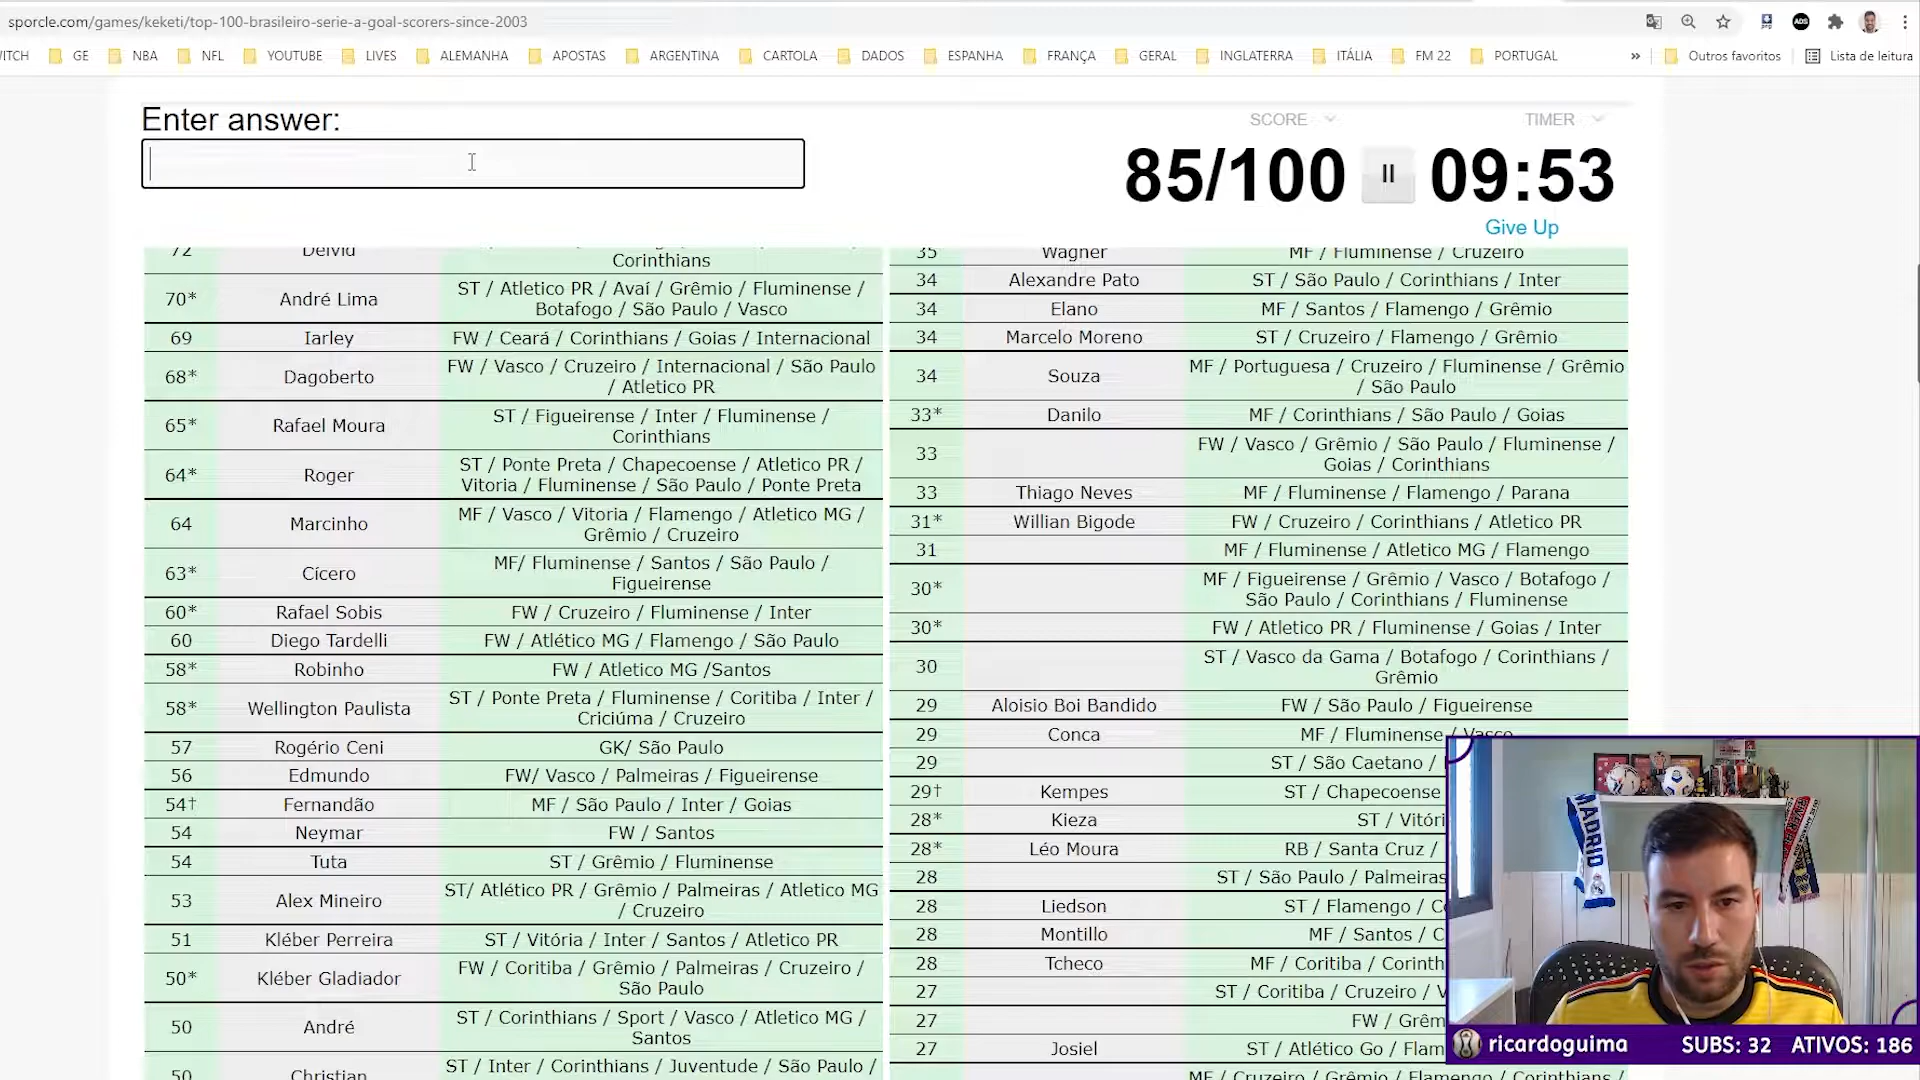 sporcle.com/games/keketi/top-100-brasileiro-serie-a-goal-scorers-since-2003
ITCH GE NBA NFL YOUTUBE LIVES ALEMANHA APOSTAS ARGENTINA CARTOLA DADOS ESPANHA FRANÇA GERAL INGLATERRA ITÁLIA FM 22 PORTUGAL » Outros favoritos Lista de leitura
Enter answer:
SCORE TIMER
85/100 09:53
Give Up
72 Deivid
Corinthians
70* André Lima ST / Atletico PR / Avaí / Grêmio / Fluminense /
Botafogo / São Paulo / Vasco
69 Iarley FW / Ceará / Corinthians / Goias / Internacional
68* Dagoberto FW / Vasco / Cruzeiro / Internacional / São Paulo
/ Atletico PR
65* Rafael Moura ST / Figueirense / Inter / Fluminense /
Corinthians
64* Roger ST / Ponte Preta / Chapecoense / Atletico PR /
Vitoria / Fluminense / São Paulo / Ponte Preta
64 Marcinho MF / Vasco / Vitoria / Flamengo / Atletico MG /
Grêmio / Cruzeiro
63* Cícero MF/ Fluminense / Santos / São Paulo /
Figueirense
60* Rafael Sobis FW / Cruzeiro / Fluminense / Inter
60 Diego Tardelli FW / Atlético MG / Flamengo / São Paulo
58* Robinho FW / Atletico MG /Santos
58* Wellington Paulista ST / Ponte Preta / Fluminense / Coritiba / Inter /
Criciúma / Cruzeiro
57 Rogério Ceni GK/ São Paulo
56 Edmundo FW/ Vasco / Palmeiras / Figueirense
54† Fernandão MF / São Paulo / Inter / Goias
54 Neymar FW / Santos
54 Tuta ST / Grêmio / Fluminense
53 Alex Mineiro ST/ Atlético PR / Grêmio / Palmeiras / Atletico MG
/ Cruzeiro
51 Kléber Perreira ST / Vitória / Inter / Santos / Atletico PR
50* Kléber Gladiador FW / Coritiba / Grêmio / Palmeiras / Cruzeiro /
São Paulo
50 André ST / Corinthians / Sport / Vasco / Atletico MG /
Santos
50 Christian ST / Inter / Corinthians / Juventude / São Paulo /
35 Wagner MF / Fluminense / Cruzeiro
34 Alexandre Pato ST / São Paulo / Corinthians / Inter
34 Elano MF / Santos / Flamengo / Grêmio
34 Marcelo Moreno ST / Cruzeiro / Flamengo / Grêmio
34 Souza MF / Portuguesa / Cruzeiro / Fluminense / Grêmio
/ São Paulo
33* Danilo MF / Corinthians / São Paulo / Goias
33 FW / Vasco / Grêmio / São Paulo / Fluminense /
Goias / Corinthians
33 Thiago Neves MF / Fluminense / Flamengo / Parana
31* Willian Bigode FW / Cruzeiro / Corinthians / Atletico PR
31 MF / Fluminense / Atletico MG / Flamengo
30* MF / Figueirense / Grêmio / Vasco / Botafogo /
São Paulo / Corinthians / Fluminense
30* FW / Atletico PR / Fluminense / Goias / Inter
30 ST / Vasco da Gama / Botafogo / Corinthians /
Grêmio
29 Aloisio Boi Bandido FW / São Paulo / Figueirense
29 Conca MF / Fluminense / Vasco
29 ST / São Caetano /
29† Kempes ST / Chapecoense
28* Kieza ST / Vitóri
28* Léo Moura RB / Santa Cruz /
28 ST / São Paulo / Palmeiras
28 Liedson ST / Flamengo / Co
28 Montillo MF / Santos / C
28 Tcheco MF / Coritiba / Corinth
27 ST / Coritiba / Cruzeiro / V
27 FW / Grêm
27 Josiel ST / Atlético Go / Flam
MF / Cruzeiro / Grêmio / Flamengo / Corinthians /
MADRID
ricardoguima SUBS: 32 ATIVOS: 186